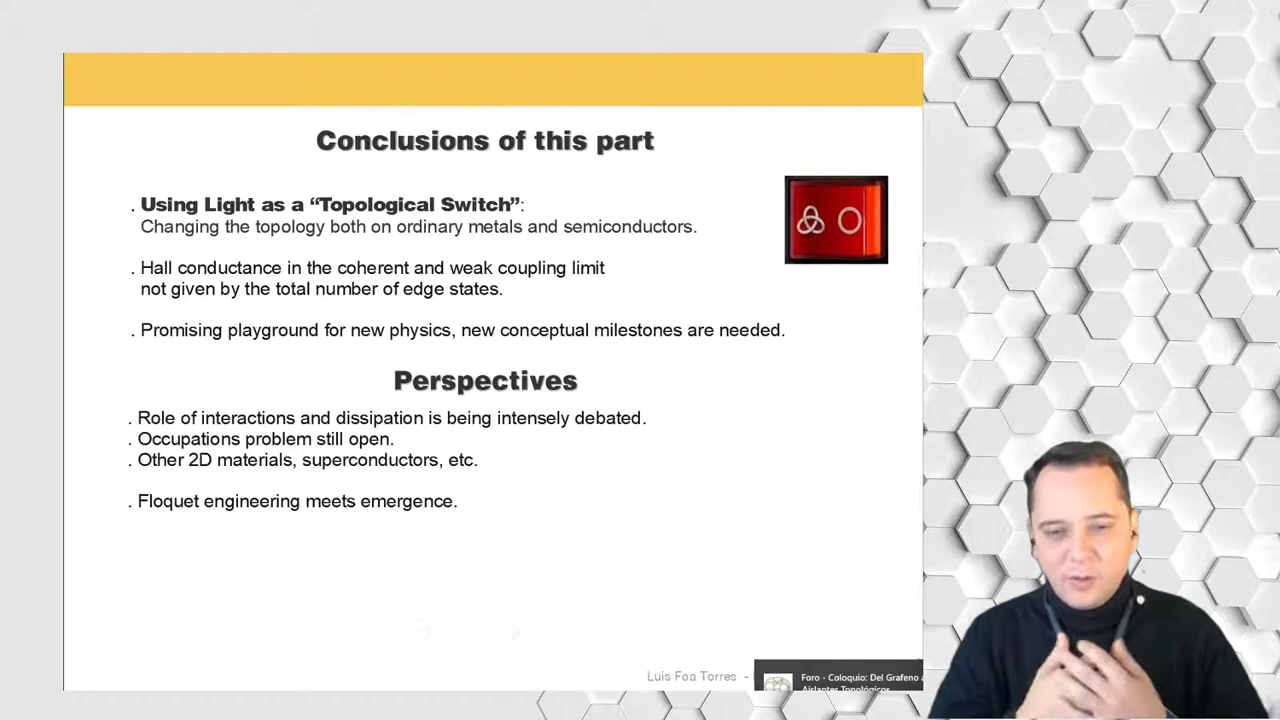 Conclusions of this part
. Using Light as a “Topological Switch”:
Changing the topology both on ordinary metals and semiconductors.
. Hall conductance in the coherent and weak coupling limit
not given by the total number of edge states.
. Promising playground for new physics, new conceptual milestones are needed.
Perspectives
. Role of interactions and dissipation is being intensely debated.
. Occupations problem still open.
. Other 2D materials, superconductors, etc.
. Floquet engineering meets emergence.
Luis Foa Torres -
Foro - Coloquio: Del Grafeno a
Aislantes Topológicos